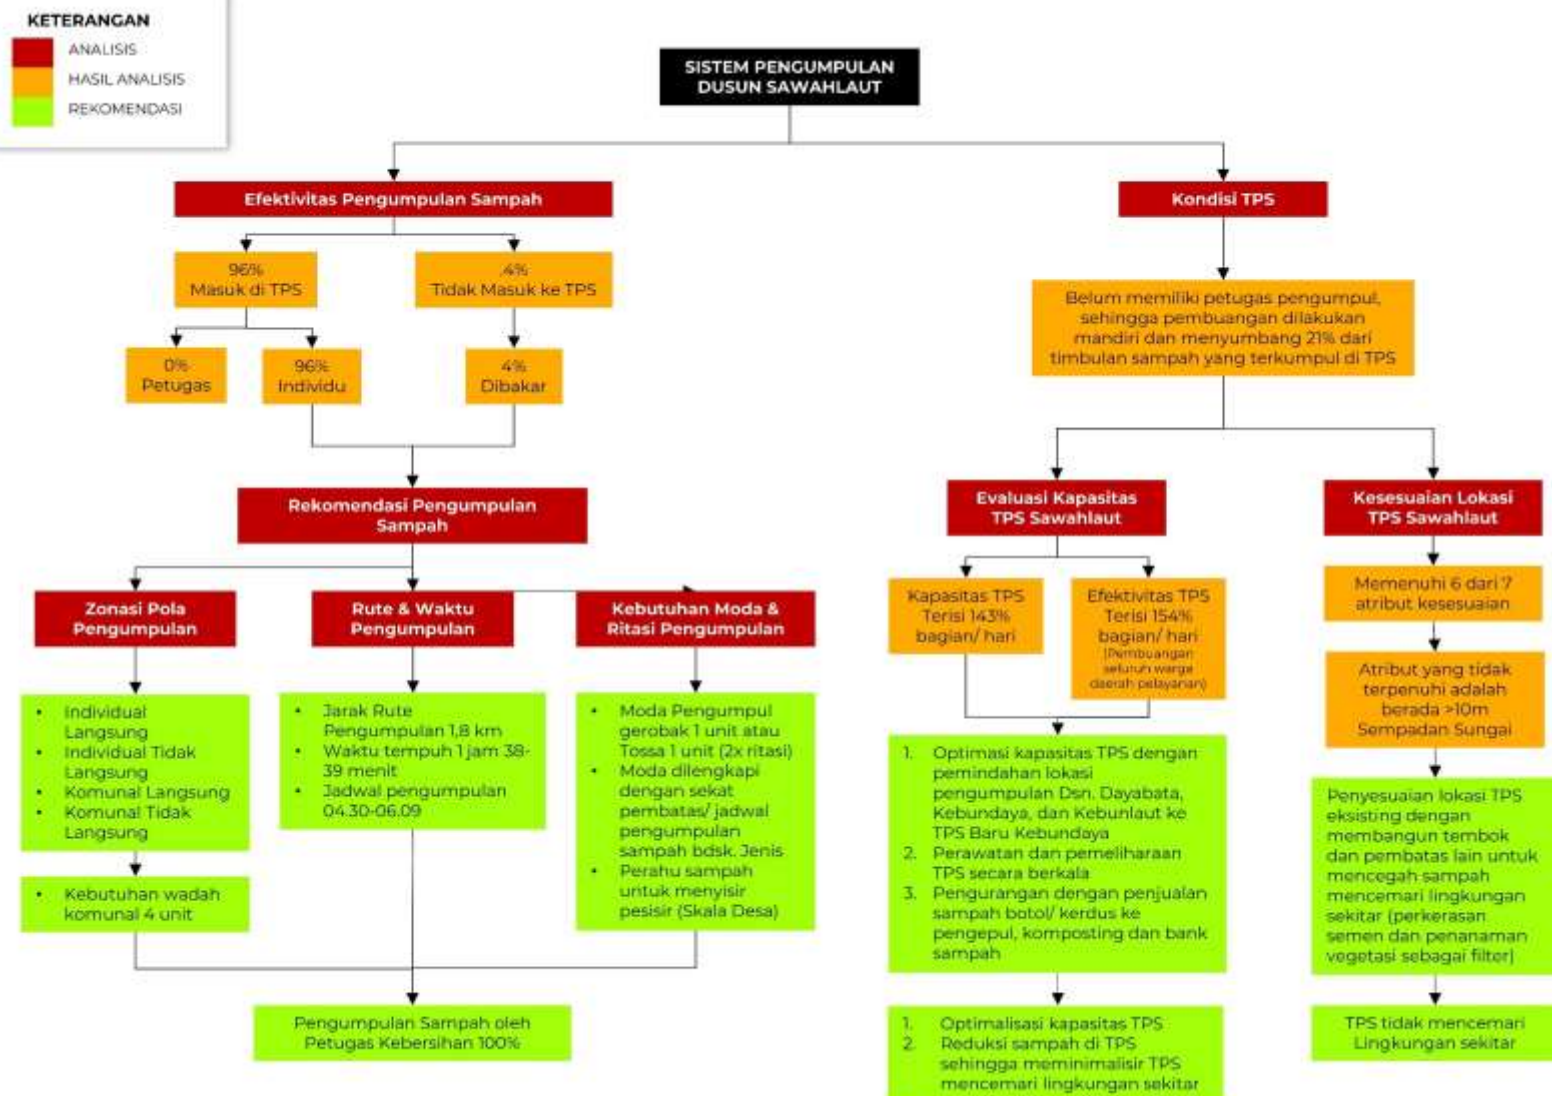 KETERANGAN
ANALISIS
HASIL ANALISIS
REKOMENDASI
SISTEM PENGUMPULAN
DUSUN SAWAHLAUT
Efektivitas Pengumpulan Sampah
96%
Masuk di TPS
.4%
Tidak Masuk ke TPS
0%
Petugas
96%
Individu
4%
Dibakar
Rekomendasi Pengumpulan
Sampah
Zonasi Pola
Pengumpulan
• Individual
Langsung
• Individual Tidak
Langsung
• Komunal Langsung
• Komunal Tidak
Langsung
• Kebutuhan wadah
komunal 4 unit
Rute & Waktu
Pengumpulan
• Jarak Rute
Pengumpulan 1,8 km
• Waktu tempuh 1 jam 38-
39 menit
• Jadwal pengumpulan
04.30-06.09
Kebutuhan Moda &
Ritasi Pengumpulan
• Moda Pengumpul
gerobak 1 unit atau
Tossa 1 unit (2x ritasi)
• Moda dilengkapi
dengan sekat
pembatas/ jadwal
pengumpulan
sampah bdsk. Jenis
• Perahu sampah
untuk menyisir
pesisir (Skala Desa)
Pengumpulan Sampah oleh
Petugas Kebersihan 100%
Kondisi TPS
Belum memiliki petugas pengumpul,
sehingga pembuangan dilakukan
mandiri dan menyumbang 21% dari
timbulan sampah yang terkumpul di TPS
Evaluasi Kapasitas
TPS Sawahlaut
Kapasitas TPS
Terisi 143%
bagian/ hari
Efektivitas TPS
Terisi 154%
bagian/ hari
(Pembuangan
seluruh warga
daerah pelayanan)
1. Optimasi kapasitas TPS dengan
pemindahan lokasi
pengumpulan Dsn. Dayabata,
Kebundaya, dan Kebunlaut ke
TPS Baru Kebundaya
2. Perawatan dan pemeliharaan
TPS secara berkala
3. Pengurangan dengan penjualan
sampah botol/ kerdus ke
pengepul, komposting dan bank
sampah
1. Optimalisasi kapasitas TPS
2. Reduksi sampah di TPS
sehingga meminimalisir TPS
mencemari lingkungan sekitar
Kesesuaian Lokasi
TPS Sawahlaut
Memenuhi 6 dari 7
atribut kesesuaian
Atribut yang tidak
terpenuhi adalah
berada >10m
Sempadan Sungai
Penyesuaian lokasi TPS
eksisting dengan
membangun tembok
dan pembatas lain untuk
mencegah sampah
mencemari lingkungan
sekitar (perkerasan
semen dan penanaman
vegetasi sebagai filter)
TPS tidak mencemari
Lingkungan sekitar